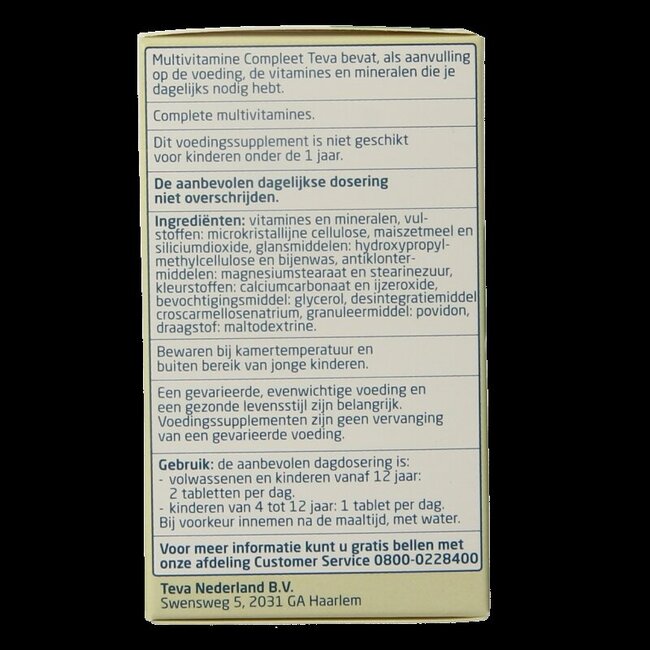 Multivitamine Compleet Teva bevat, als aanvulling
op de voeding, de vitamines en mineralen die je
dagelijks nodig hebt.
Complete multivitamines.
Dit voedingssupplement is niet geschikt
voor kinderen onder de 1 jaar.
De aanbevolen dagelijkse dosering
niet overschrijden.
Ingrediënten: vitamines en mineralen, vul-
stoffen: microkristallijne cellulose, maiszetmeel en
siliciumdioxide, glansmiddelen: hydroxypropyl-
methylcellulose en bijenwas, antiklonter-
middelen: magnesiumstearaat en stearinezuur,
kleurstoffen: calciumcarbonaat en ijzeroxide,
bevochtigingsmiddel: glycerol, desintegratiemiddel
croscarmellosenatrium, granuleermiddel: povidon,
draagstof: maltodextrine.
Bewaren bij kamertemperatuur en
buiten bereik van jonge kinderen.
Een gevarieerde, evenwichtige voeding en
een gezonde levensstijl zijn belangrijk.
Voedingssupplementen zijn geen vervanging
van een gevarieerde voeding.
Gebruik: de aanbevolen dagdosering is:
- volwassenen en kinderen vanaf 12 jaar:
2 tabletten per dag.
- kinderen van 4 tot 12 jaar: 1 tablet per dag.
Bij voorkeur innemen na de maaltijd, met water.
Voor meer informatie kunt u gratis bellen met
onze afdeling Customer Service 0800-0228400
Teva Nederland B.V.
Swensweg 5, 2031 GA Haarlem